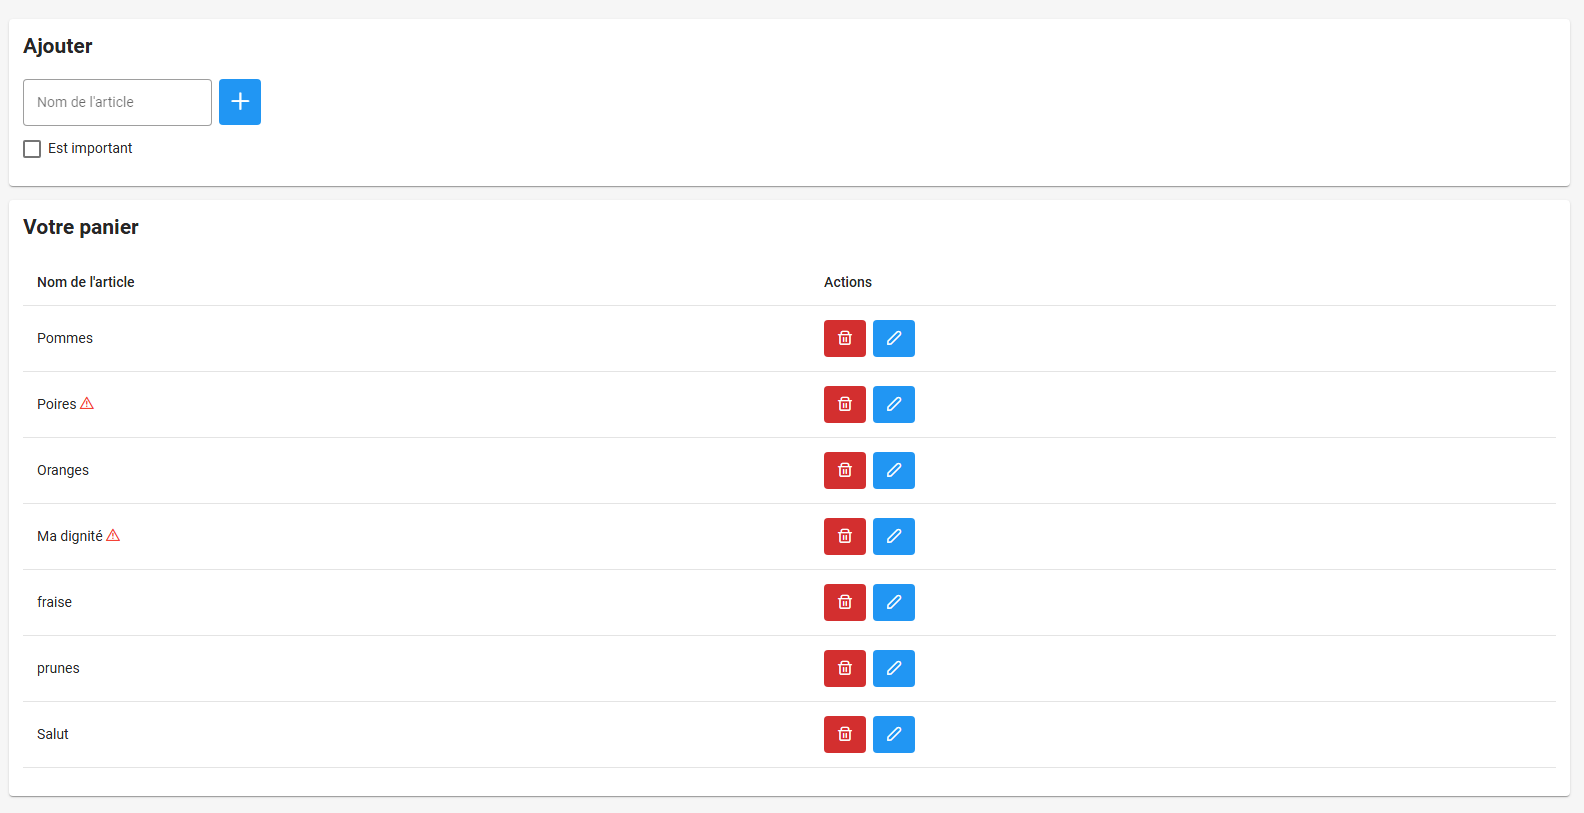 Ajouter
Nom de l'article
Est important
Votre panier
Nom de l'article Actions
Pommes
Poires
Oranges
Ma dignité
fraise
prunes
Salut